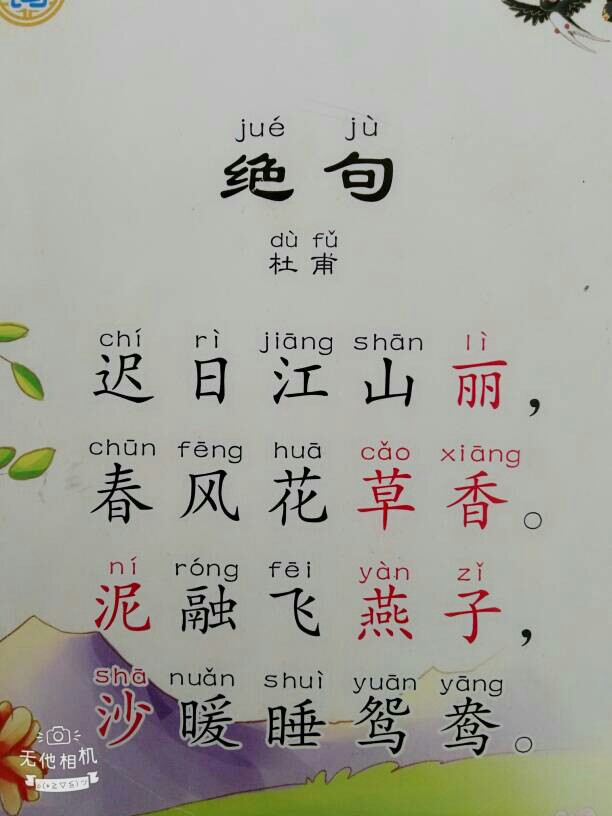 jué jù
绝句
dù fǔ
杜甫
chí rì jiāng shān lì
迟日江山丽，
chūn fēng huā cǎo xiāng
春风花草香。
ní róng fēi yàn zǐ
泥融飞燕子，
shā nuǎn shuì yuān yāng
沙暖睡鸳鸯。
无他相机